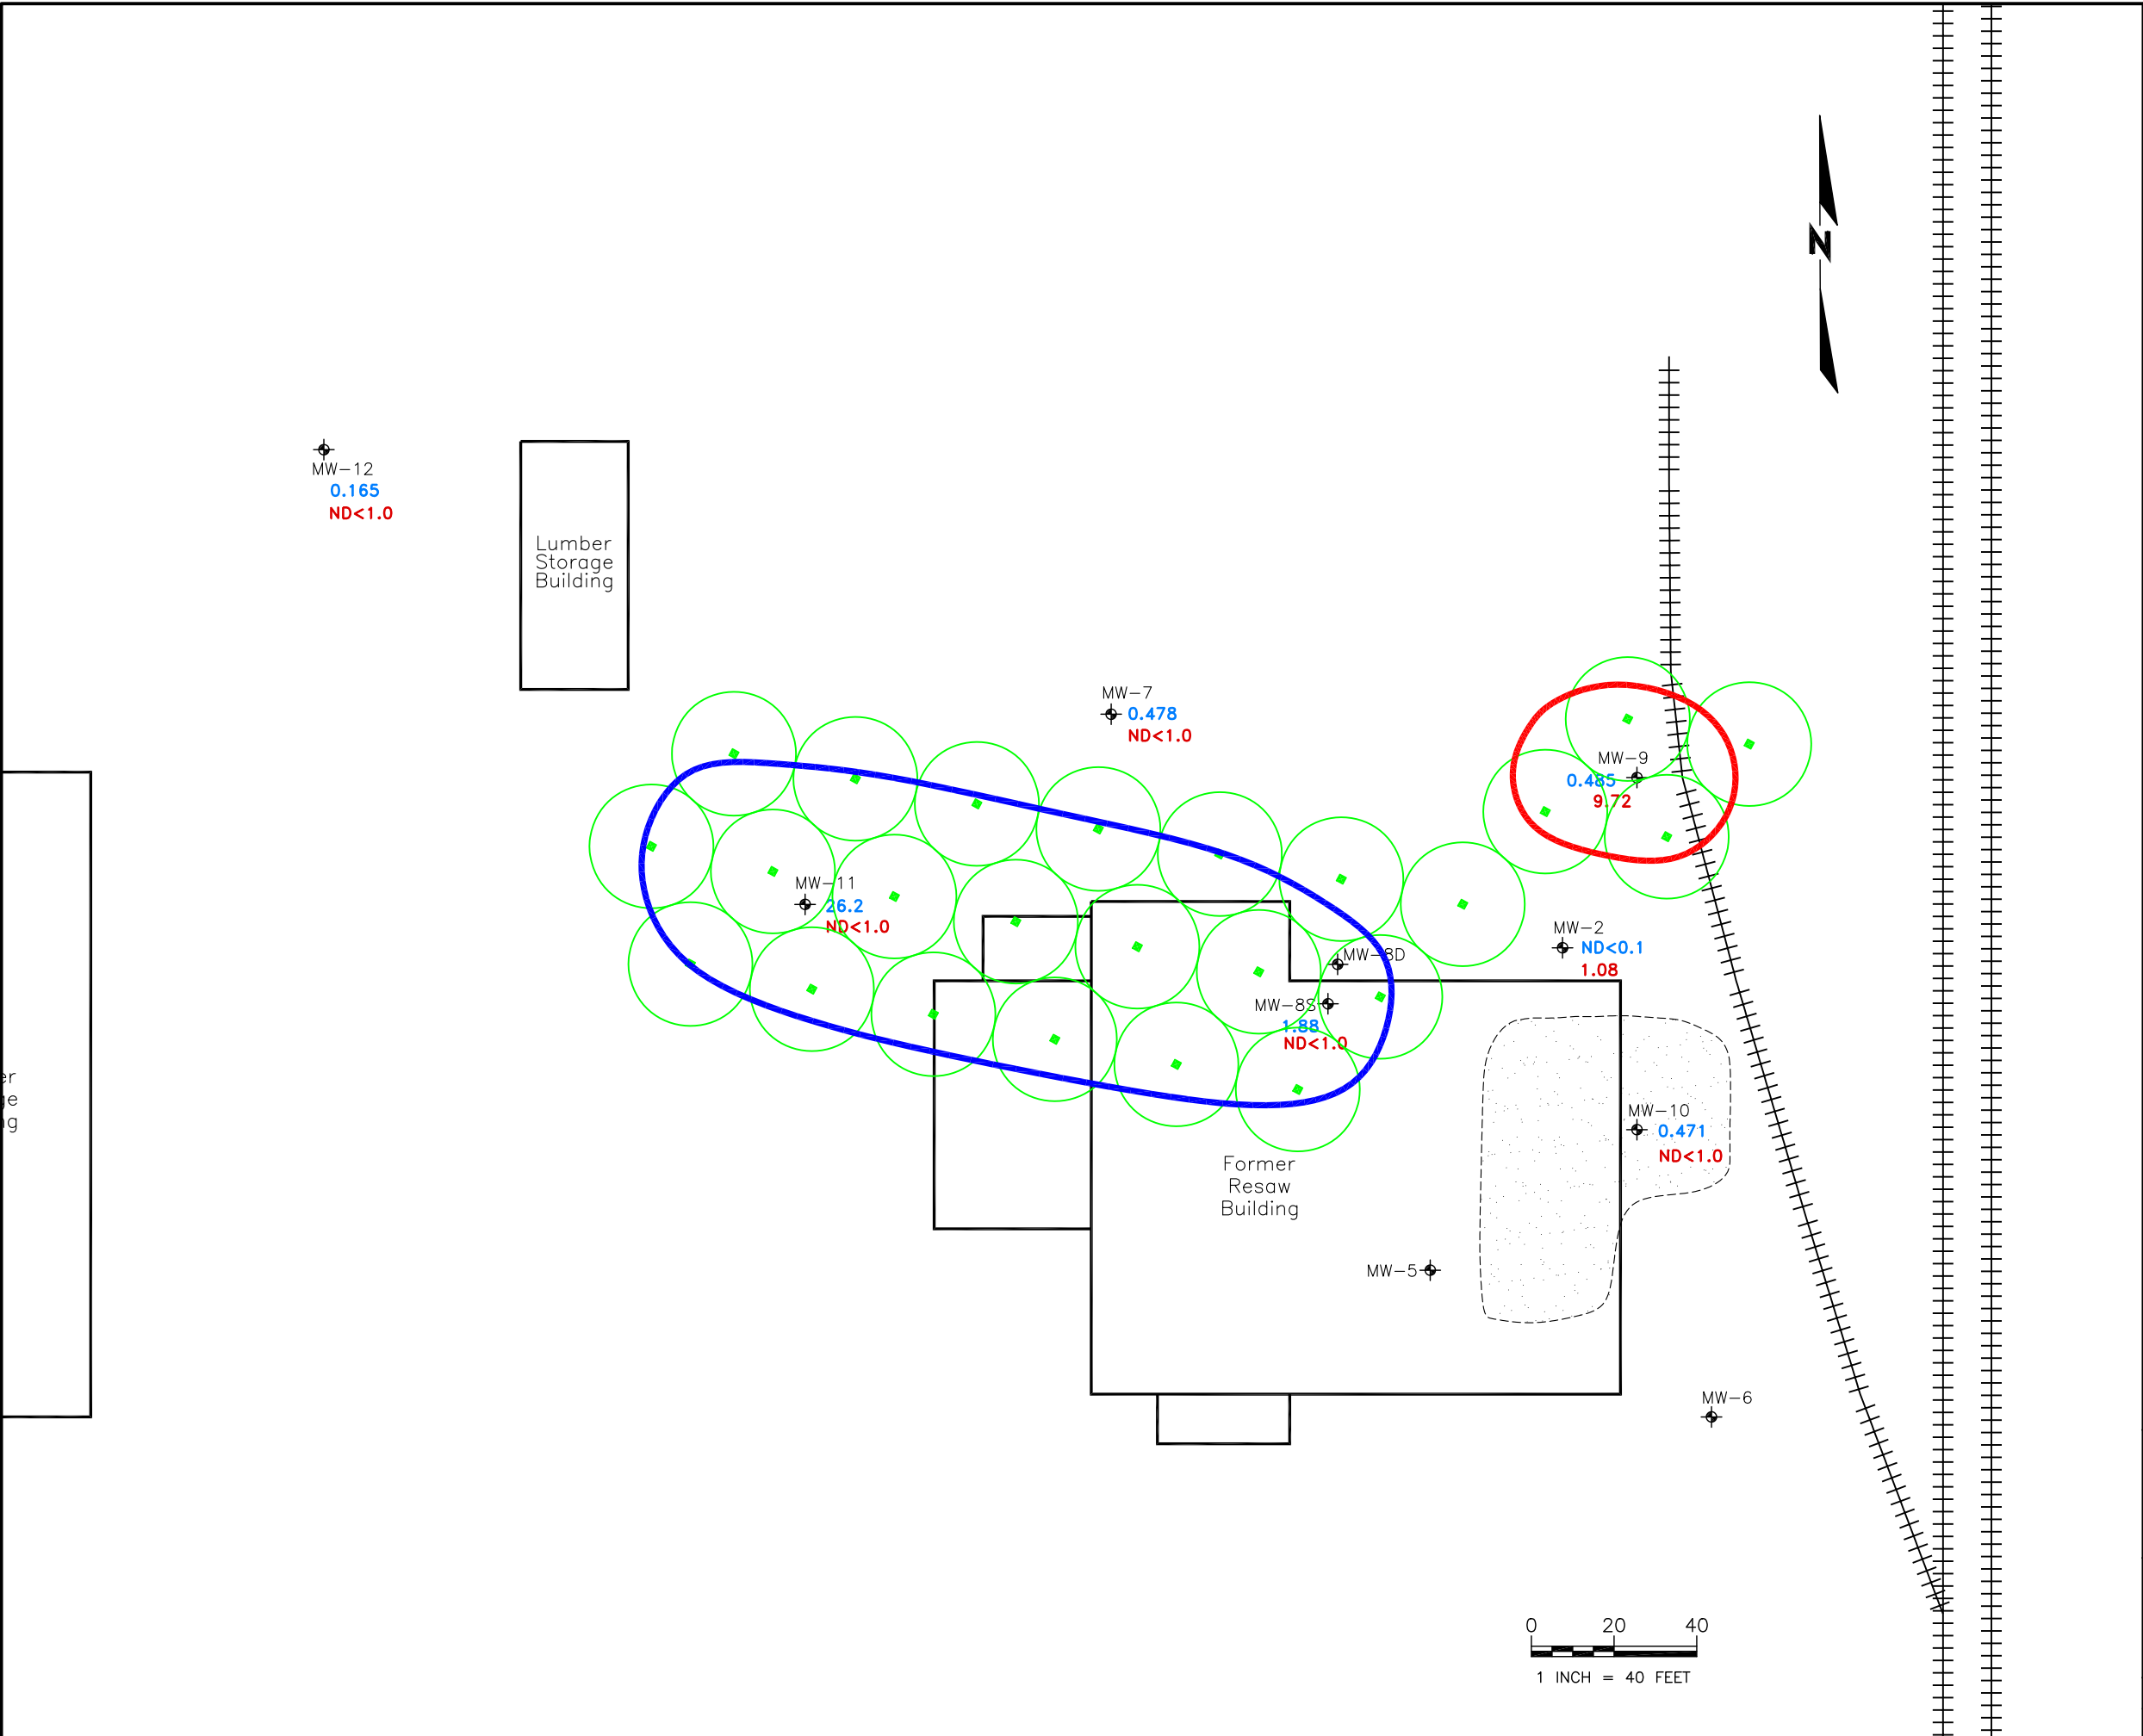 N
MW-12
0.165
ND<1.0
Lumber
Storage
Building
MW-7
0.478
ND<1.0
MW-9
0.485
9.72
MW-11
26.2
ND<1.0
MW-2
ND<0.1
1.08
MW-8D
MW-8S
1.88
ND<1.0
er
ge
ng
MW-10
0.471
ND<1.0
Former
Resaw
Building
MW-5
MW-6
0 20 40
1 INCH = 40 FEET